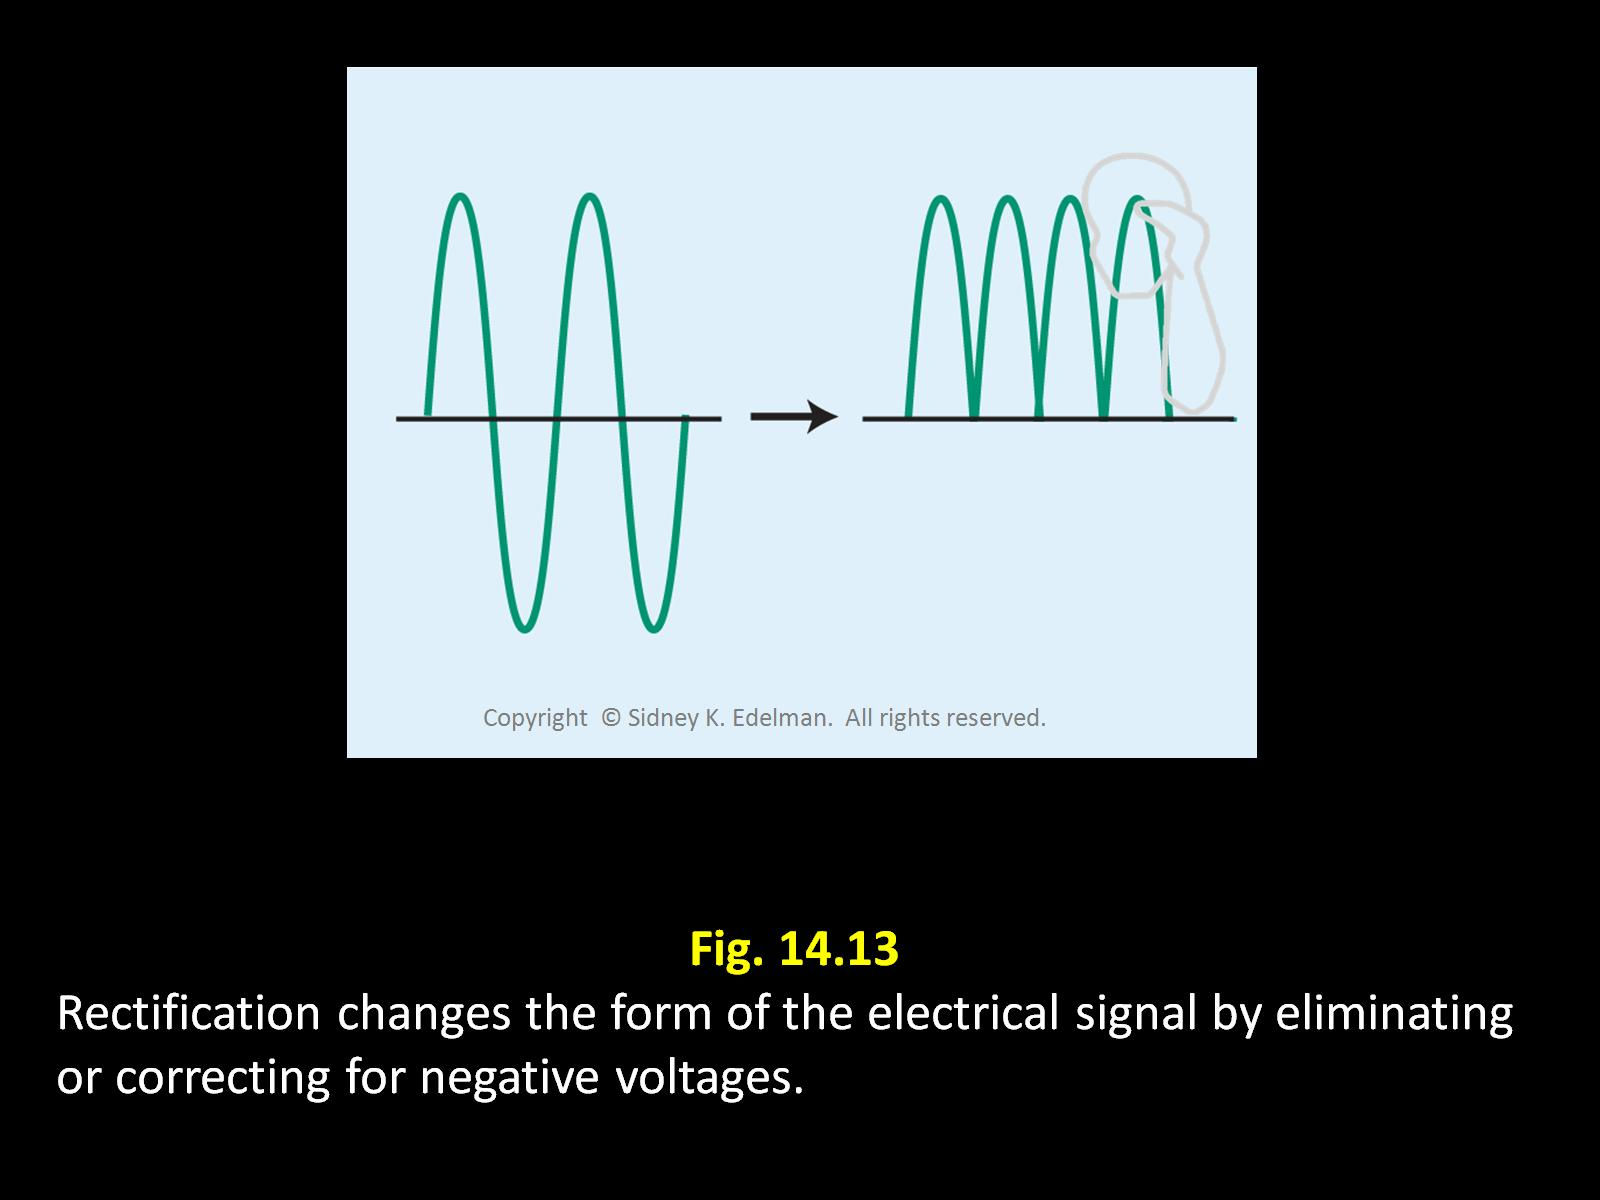 Copyright © Sidney K. Edelman. All rights reserved.
Fig. 14.13
Rectification changes the form of the electrical signal by eliminating
or correcting for negative voltages.